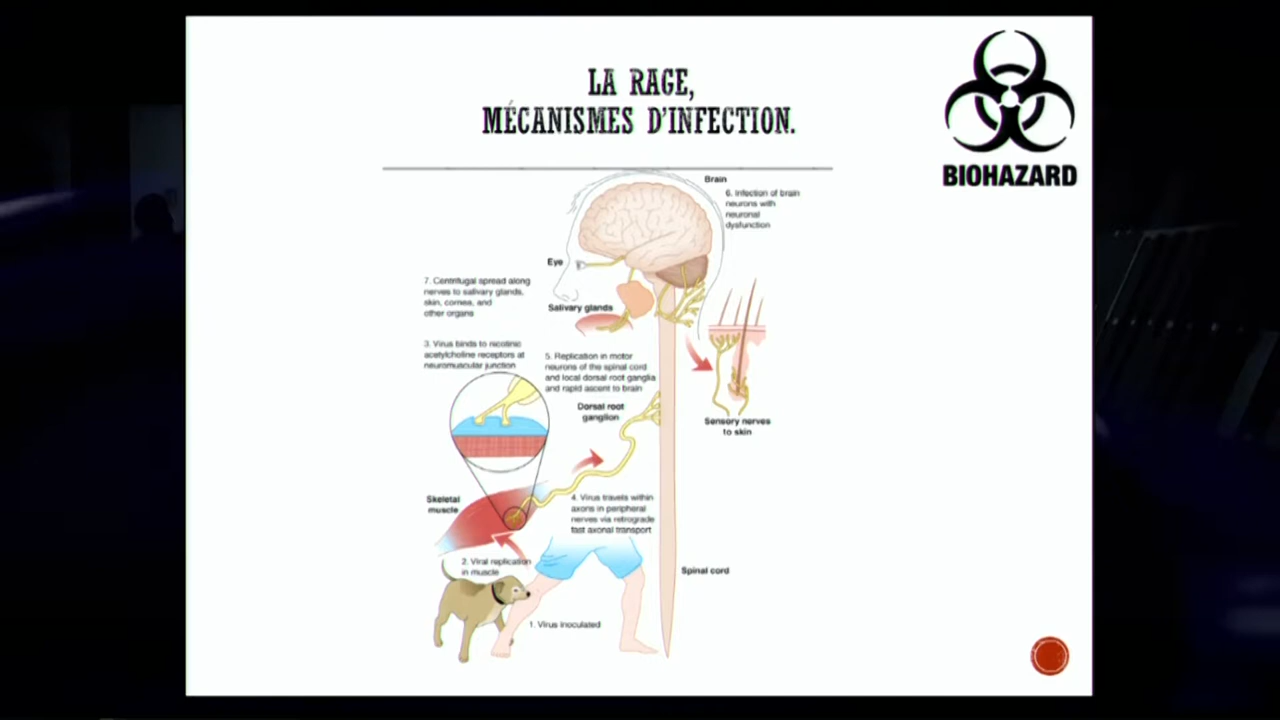 LA RAGE,
MÉCANISMES D'INFECTION.
BIOHAZARD
Brain
6. Infection of brain
neurons with
neuronal
dysfunction
Eye
7. Centrifugal spread along
nerves to salivary glands,
skin, cornea, and
other organs
Salivary glands
3. Virus binds to nicotinic
acetylcholine receptors at
neuromuscular junction
5. Replication in motor
neurons of the spinal cord
and local dorsal root ganglia
and rapid ascent to brain
Dorsal root
ganglion
Sensory nerves
to skin
Skeletal
muscle
4. Virus travels within
axons in peripheral
nerves via retrograde
fast axonal transport
2. Viral replication
in muscle
Spinal cord
1. Virus inoculated